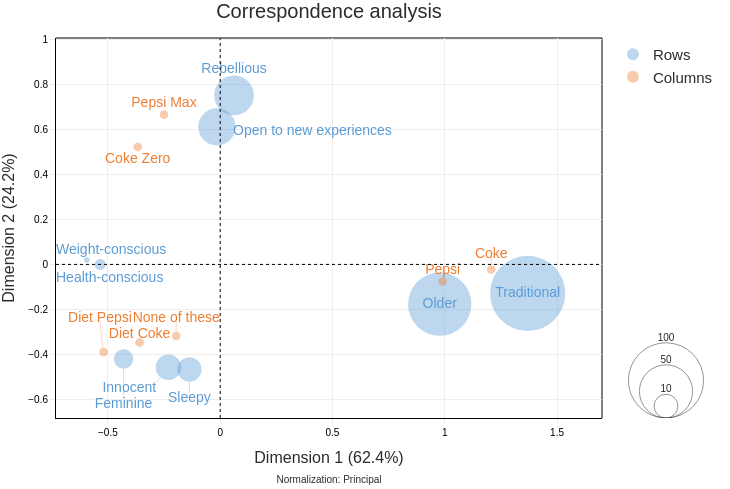 Correspondence analysis
Rows
Columns
Dimension 2 (24.2%)
1
0.8
0.6
0.4
0.2
0
−0.2
−0.4
−0.6
Rebellious
Pepsi Max
Open to new experiences
Coke Zero
Weight-conscious
Health-conscious
Coke
Pepsi
Older
Traditional
Diet Pepsi
None of these
Diet Coke
Innocent
Feminine
Sleepy
100
50
10
−0.5
0
0.5
1
1.5
Dimension 1 (62.4%)
Normalization: Principal